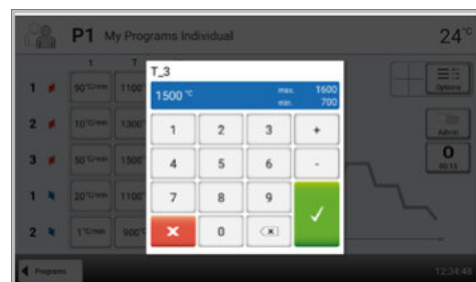 P1 My Programs Individual
24°C
t T
T_3
1500 °C
max. 1600
min. 700
Options
1 90°C/min 1100°
2 10°C/min 1300°
3 50°C/min 1500°
1 20°C/min 1100°
2 1°C/min 900°
1 2 3 +
4 5 6 -
7 8 9
0
Admin
0
00:15
Programs
12:34:48